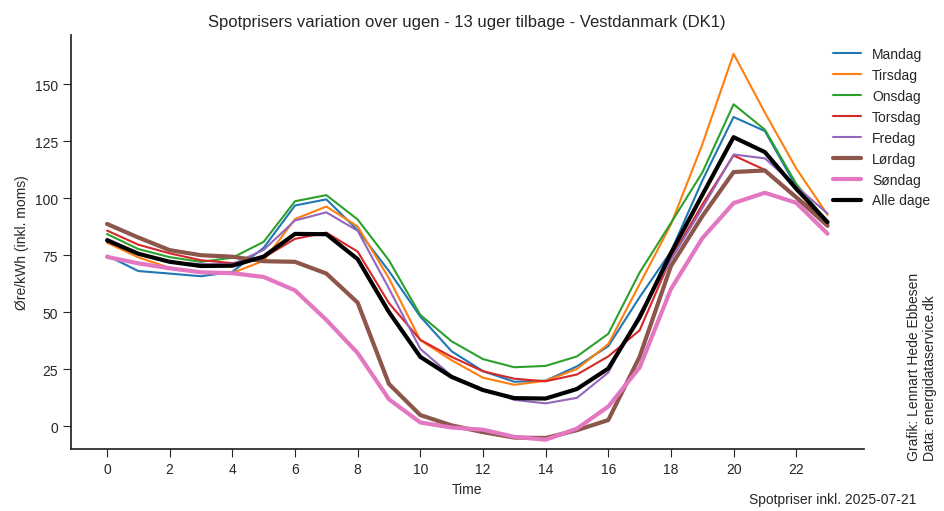 Spotprisers variation over ugen - 13 uger tilbage - Vestdanmark (DK1)
Øre/kWh (inkl. moms)
150
125
100
75
50
25
0
0 2 4 6 8 10 12 14 16 18 20 22
Time
Mandag
Tirsdag
Onsdag
Torsdag
Fredag
Lørdag
Søndag
Alle dage
Grafik: Lennart Hede Ebbesen
Data: energidataservice.dk
Spotpriser inkl. 2025-07-21